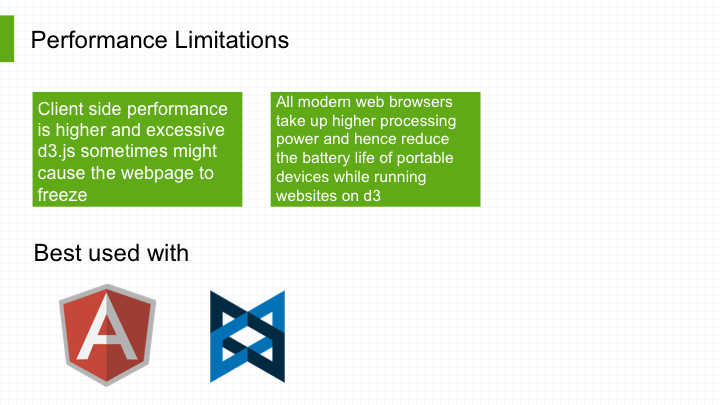 Performance Limitations
Client side performance
is higher and excessive
d3.js sometimes might
cause the webpage to
freeze
All modern web browsers
take up higher processing
power and hence reduce
the battery life of portable
devices while running
websites on d3
Best used with
A